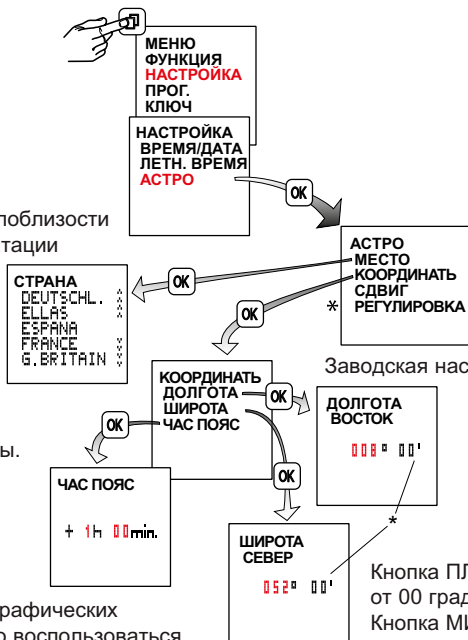 МЕНЮ
ФУНКЦИЯ
НАСТРОЙКА
ПРОГ.
КЛЮЧ
НАСТРОЙКА
ВРЕМЯ/ДАТА
ЛЕТН. ВРЕМЯ
АСТРО
OK
поблизости
тации
АСТРО
МЕСТО
КООРДИНАТЬ
СДВИГ
* РЕГУЛИРОВКА
OK
СТРАНА
DEUTSCHL.
ELLAS
ESPANA
FRANCE
G.BRITAIN
OK
Заводская нас
КООРДИНАТЬ
ДОЛГОТА
ШИРОТА
ЧАС ПОЯС
OK
ДОЛГОТА
ВОСТОК
008° 00'
OK
ы.
ЧАС ПОЯС
+ 1h 00min.
OK
*
ШИРОТА
СЕВЕР
052° 00'
Кнопка ПЛ
от 00 град
Кнопка МИ
рафических
о воспользоваться